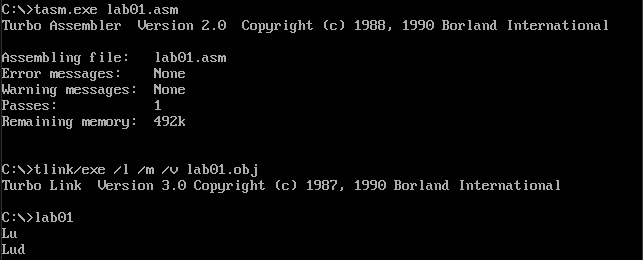 C:\>tasm.exe lab01.asm
Turbo Assembler  Version 2.0  Copyright (c) 1988, 1990 Borland International
Assembling file:   lab01.asm
Error messages:    None
Warning messages:  None
Passes:            1
Remaining memory:  492k
C:\>tlink/exe /l /m /v lab01.obj
Turbo Link  Version 3.0 Copyright (c) 1987, 1990 Borland International
C:\>lab01
Lu
Lud